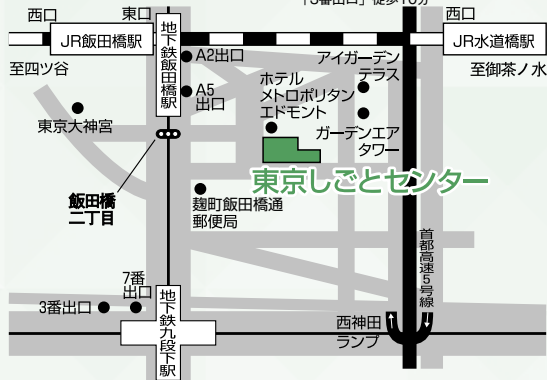 「3番出口」徒歩10分
西口
東口
西口
JR飯田橋駅
地下鉄飯田橋駅
JR水道橋駅
至四ツ谷
A2出口
アイガーデン
テラス
至御茶ノ水
A5
出口
ホテル
メトロポリタン
エドモント
東京大神宮
ガーデンエア
タワー
東京しごとセンター
飯田橋
二丁目
麹町飯田橋通
郵便局
首都高速5号線
7番
出口
3番出口
地下鉄九段下駅
西神田
ランプ